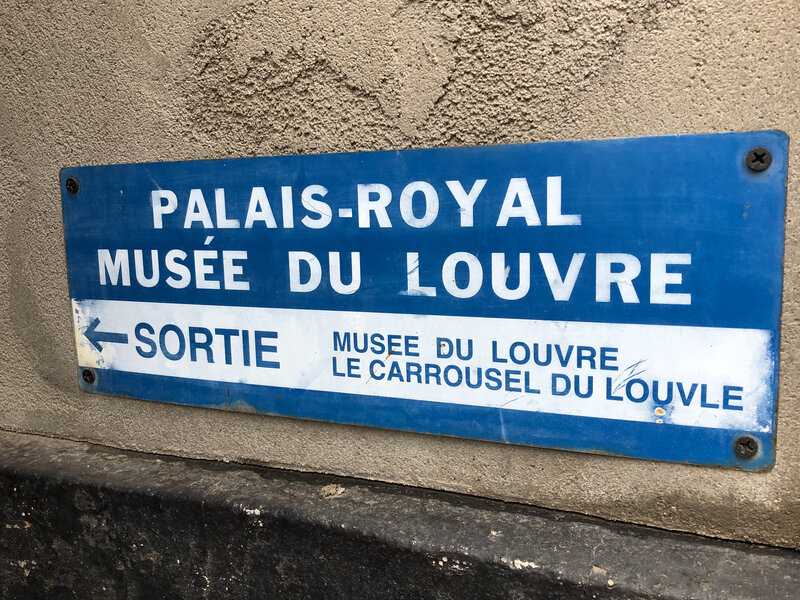 PALAIS-ROYAL
MUSÉE DU LOUVRE
← SORTIE
MUSEE DU LOUVRE
LE CARROUSEL DU LOUVLE